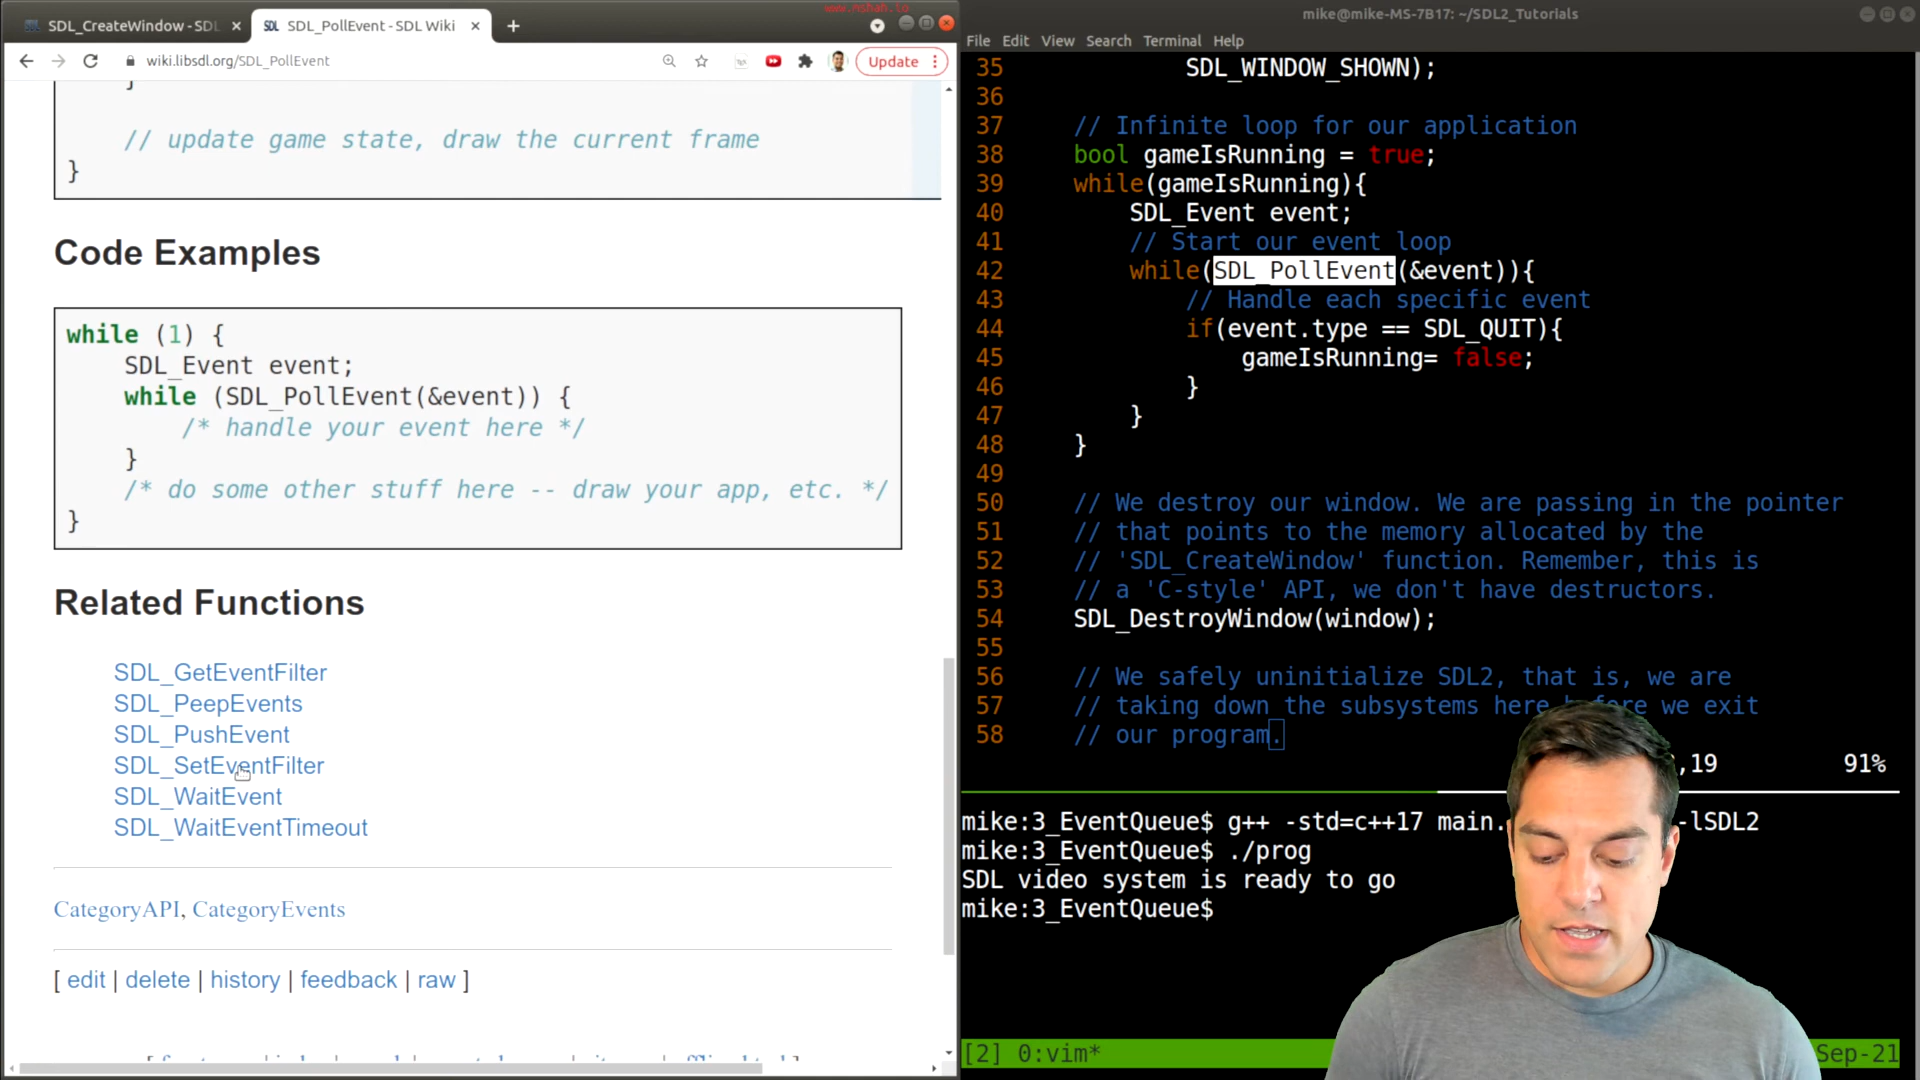 www.mshah.io
SDL_CreateWindow - SDL
SDL_PollEvent - SDL Wiki
wiki.libsdl.org/SDL_PollEvent
Update
}
// update game state, draw the current frame
}
Code Examples
while (1) {
SDL_Event event;
while (SDL_PollEvent(&event)) {
/* handle your event here */
}
/* do some other stuff here -- draw your app, etc. */
}
Related Functions
SDL_GetEventFilter
SDL_PeepEvents
SDL_PushEvent
SDL_SetEventFilter
SDL_WaitEvent
SDL_WaitEventTimeout
CategoryAPI, CategoryEvents
[ edit | delete | history | feedback | raw ]
mike@mike-MS-7B17: ~/SDL2_Tutorials
File Edit View Search Terminal Help
35 SDL_WINDOW_SHOWN);
36
37 // Infinite loop for our application
38 bool gameIsRunning = true;
39 while(gameIsRunning){
40 SDL_Event event;
41 // Start our event loop
42 while(SDL_PollEvent(&event)){
43 // Handle each specific event
44 if(event.type == SDL_QUIT){
45 gameIsRunning= false;
46 }
47 }
48 }
49
50 // We destroy our window. We are passing in the pointer
51 // that points to the memory allocated by the
52 // 'SDL_CreateWindow' function. Remember, this is
53 // a 'C-style' API, we don't have destructors.
54 SDL_DestroyWindow(window);
55
56 // We safely uninitialize SDL2, that is, we are
57 // taking down the subsystems here before we exit
58 // our program.
,19 91%
mike:3_EventQueue$ g++ -std=c++17 main. -lSDL2
mike:3_EventQueue$ ./prog
SDL video system is ready to go
mike:3_EventQueue$
[2] 0:vim* Sep-21